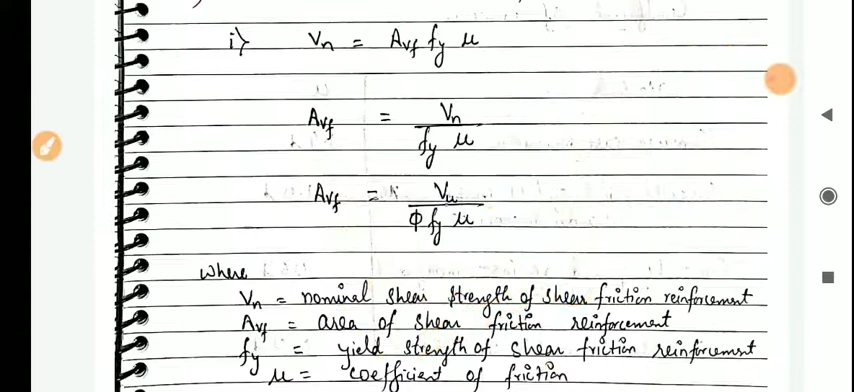 i) Vn = Avf fy μ
Avf = Vn / fy μ
Avf = Vu / Φ fy μ
where
Vn = nominal shear strength of shear friction reinforcement
Avf = area of shear friction reinforcement
fy = yield strength of shear friction reinforcement
μ = coefficient of friction